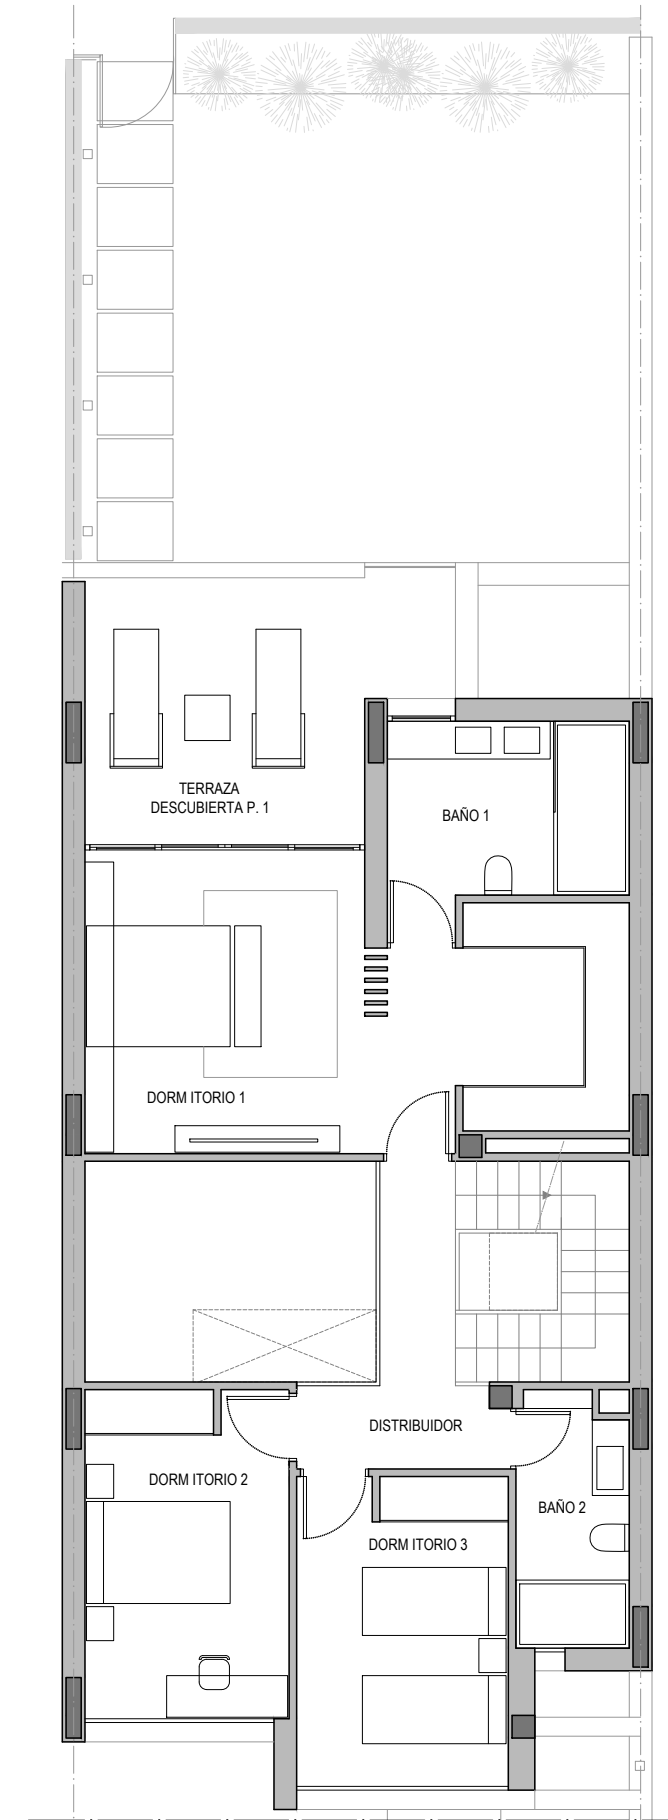 TERRAZA
DESCUBIERTA P. 1
BAÑO 1
DORM ITORIO 1
DISTRIBUIDOR
DORM ITORIO 2
BAÑO 2
DORM ITORIO 3